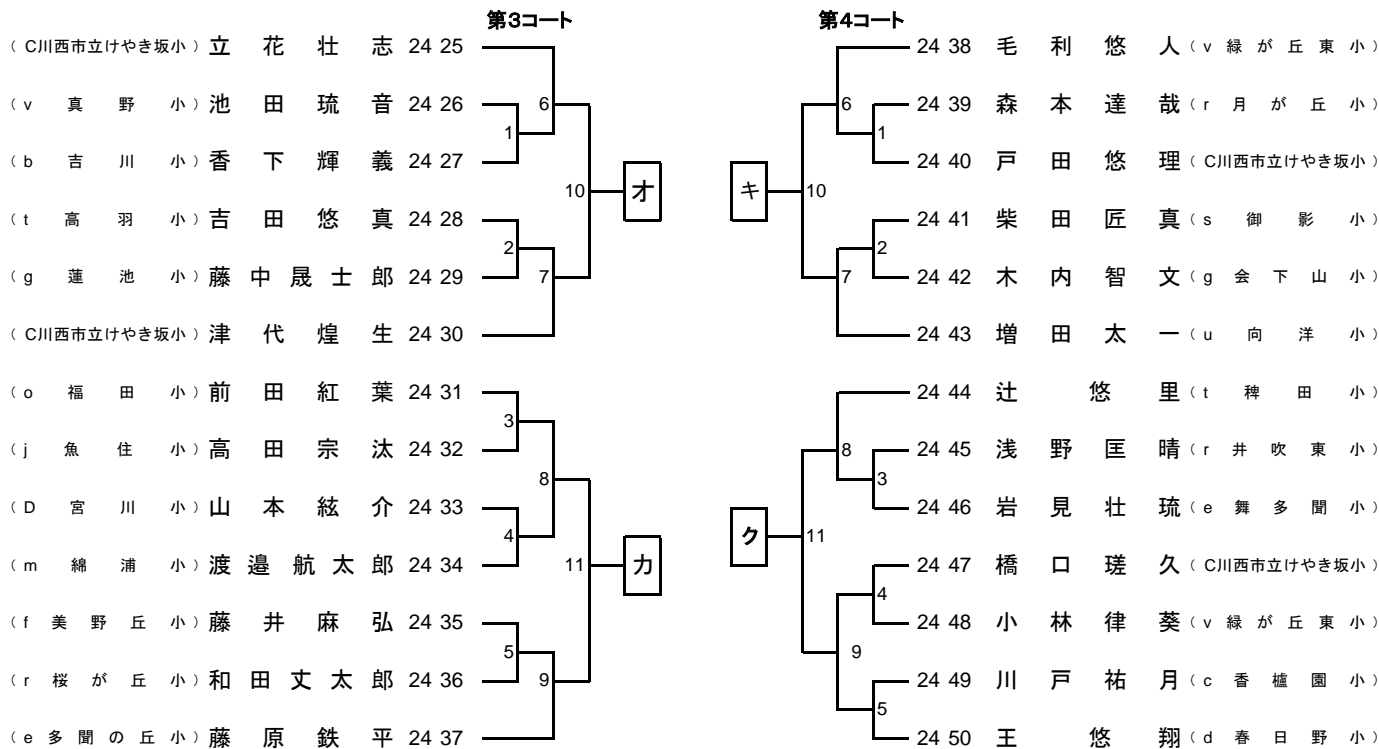 第3コート
(C川西市立けやき坂小) 立花壮志 24 25
(v 真野小) 池田琉音 24 26
(b 吉川小) 香下輝義 24 27
(t 高羽小) 吉田悠真 24 28
(g 蓮池小) 藤中晟士郎 24 29
(C川西市立けやき坂小) 津代煌生 24 30
(o 福田小) 前田紅葉 24 31
(j 魚住小) 高田宗汰 24 32
(D 宮川小) 山本絃介 24 33
(m 綿浦小) 渡邉航太郎 24 34
(f 美野丘小) 藤井麻弘 24 35
(r 桜が丘小) 和田丈太郎 24 36
(e 多聞の丘小) 藤原鉄平 24 37
1
6
2
7
10
オ
3
4
8
5
9
11
カ
第4コート
24 38 毛利悠人 (v 緑が丘東小)
24 39 森本達哉 (r 月が丘小)
24 40 戸田悠理 (C川西市立けやき坂小)
24 41 柴田匠真 (s 御影小)
24 42 木内智文 (g 会下山小)
24 43 増田太一 (u 向洋小)
24 44 辻悠里 (t 稗田小)
24 45 浅野匡晴 (r 井吹東小)
24 46 岩見壮琉 (e 舞多聞小)
24 47 橋口瑳久 (C川西市立けやき坂小)
24 48 小林律葵 (v 緑が丘東小)
24 49 川戸祐月 (c 香櫨園小)
24 50 王悠翔 (d 春日野小)
6
1
キ
10
2
7
8
3
ク
11
4
9
5